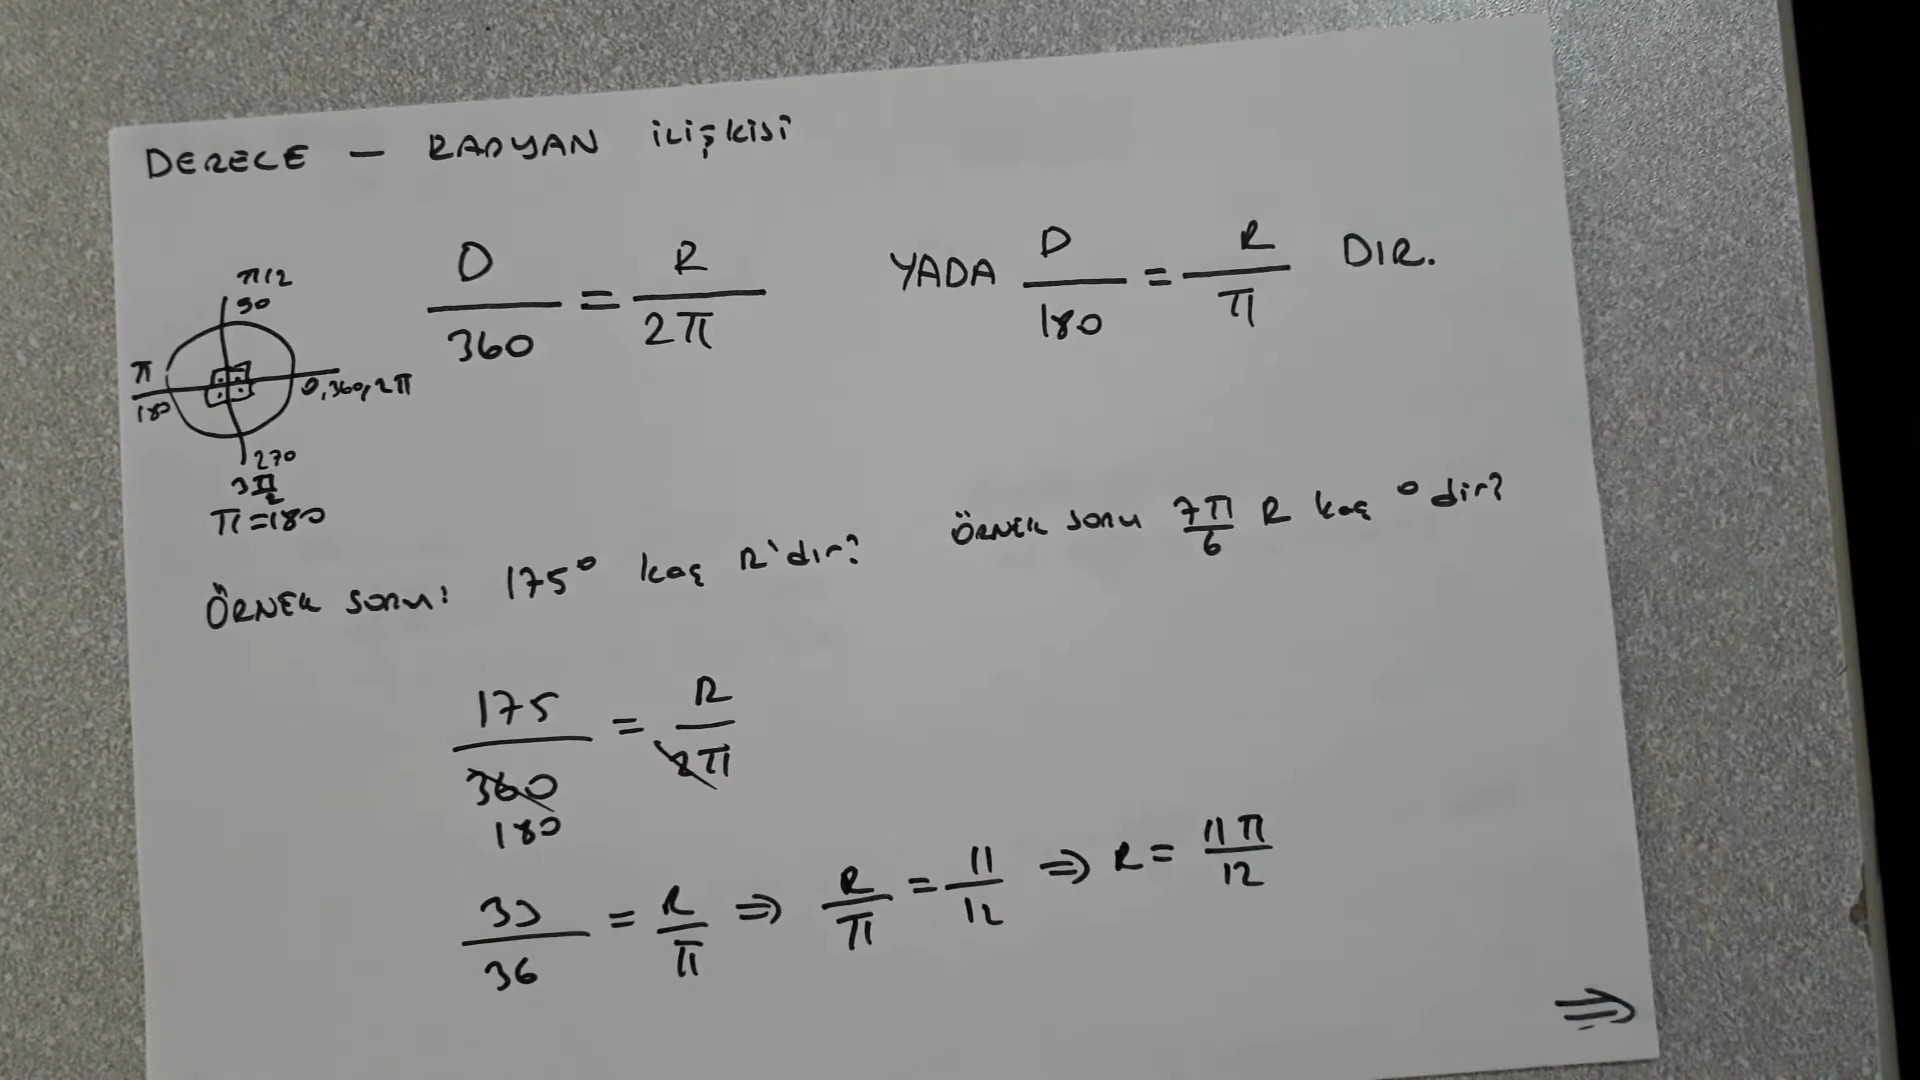 DERECE - RADYAN İLİŞKİSİ
π/2
90
π
180
0,360,2π
270
3π/2
π=180
D/360 = R/2π
YADA D/180 = R/π DIR.
ÖRNEK SORU: 175° kaç R'dır?
ÖRNEK SORU 7π/6 R kaç ° dir?
175/360 = R/2π
180
33/36 = R/π ⇒ R/π = 11/12 ⇒ R = 11π/12
⇒